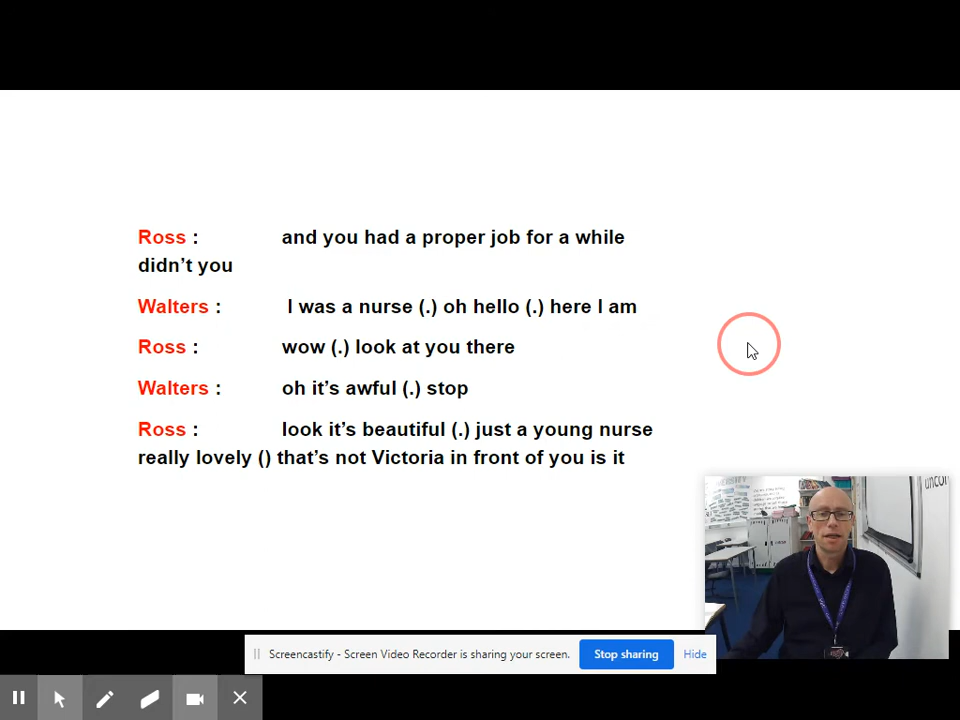 Ross : and you had a proper job for a while
didn’t you
Walters : I was a nurse (.) oh hello (.) here I am
Ross : wow (.) look at you there
Walters : oh it’s awful (.) stop
Ross : look it’s beautiful (.) just a young nurse
really lovely () that’s not Victoria in front of you is it
uncor
Screencastify - Screen Video Recorder is sharing your screen. Stop sharing Hide